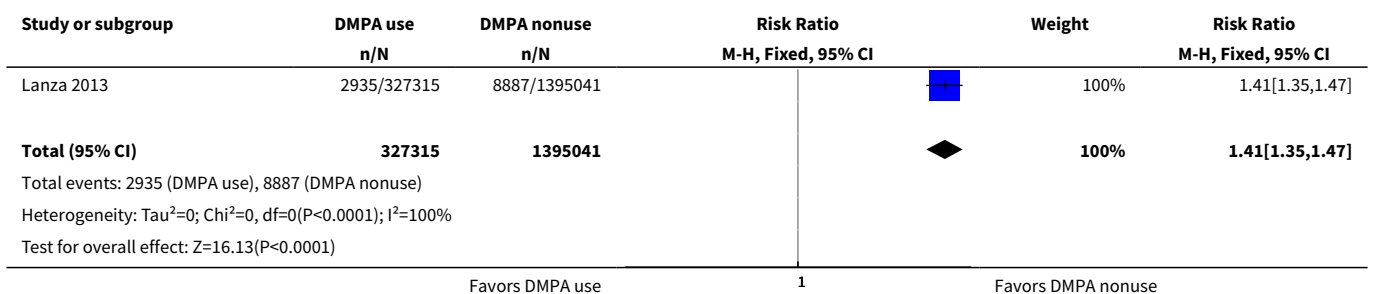 Study or subgroup DMPA use DMPA nonuse Risk Ratio Weight Risk Ratio
n/N n/N M-H, Fixed, 95% CI M-H, Fixed, 95% CI
Lanza 2013 2935/327315 8887/1395041 100% 1.41[1.35,1.47]
Total (95% CI) 327315 1395041 100% 1.41[1.35,1.47]
Total events: 2935 (DMPA use), 8887 (DMPA nonuse)
Heterogeneity: Tau²=0; Chi²=0, df=0(P<0.0001); I²=100%
Test for overall effect: Z=16.13(P<0.0001)
Favors DMPA use 1 Favors DMPA nonuse